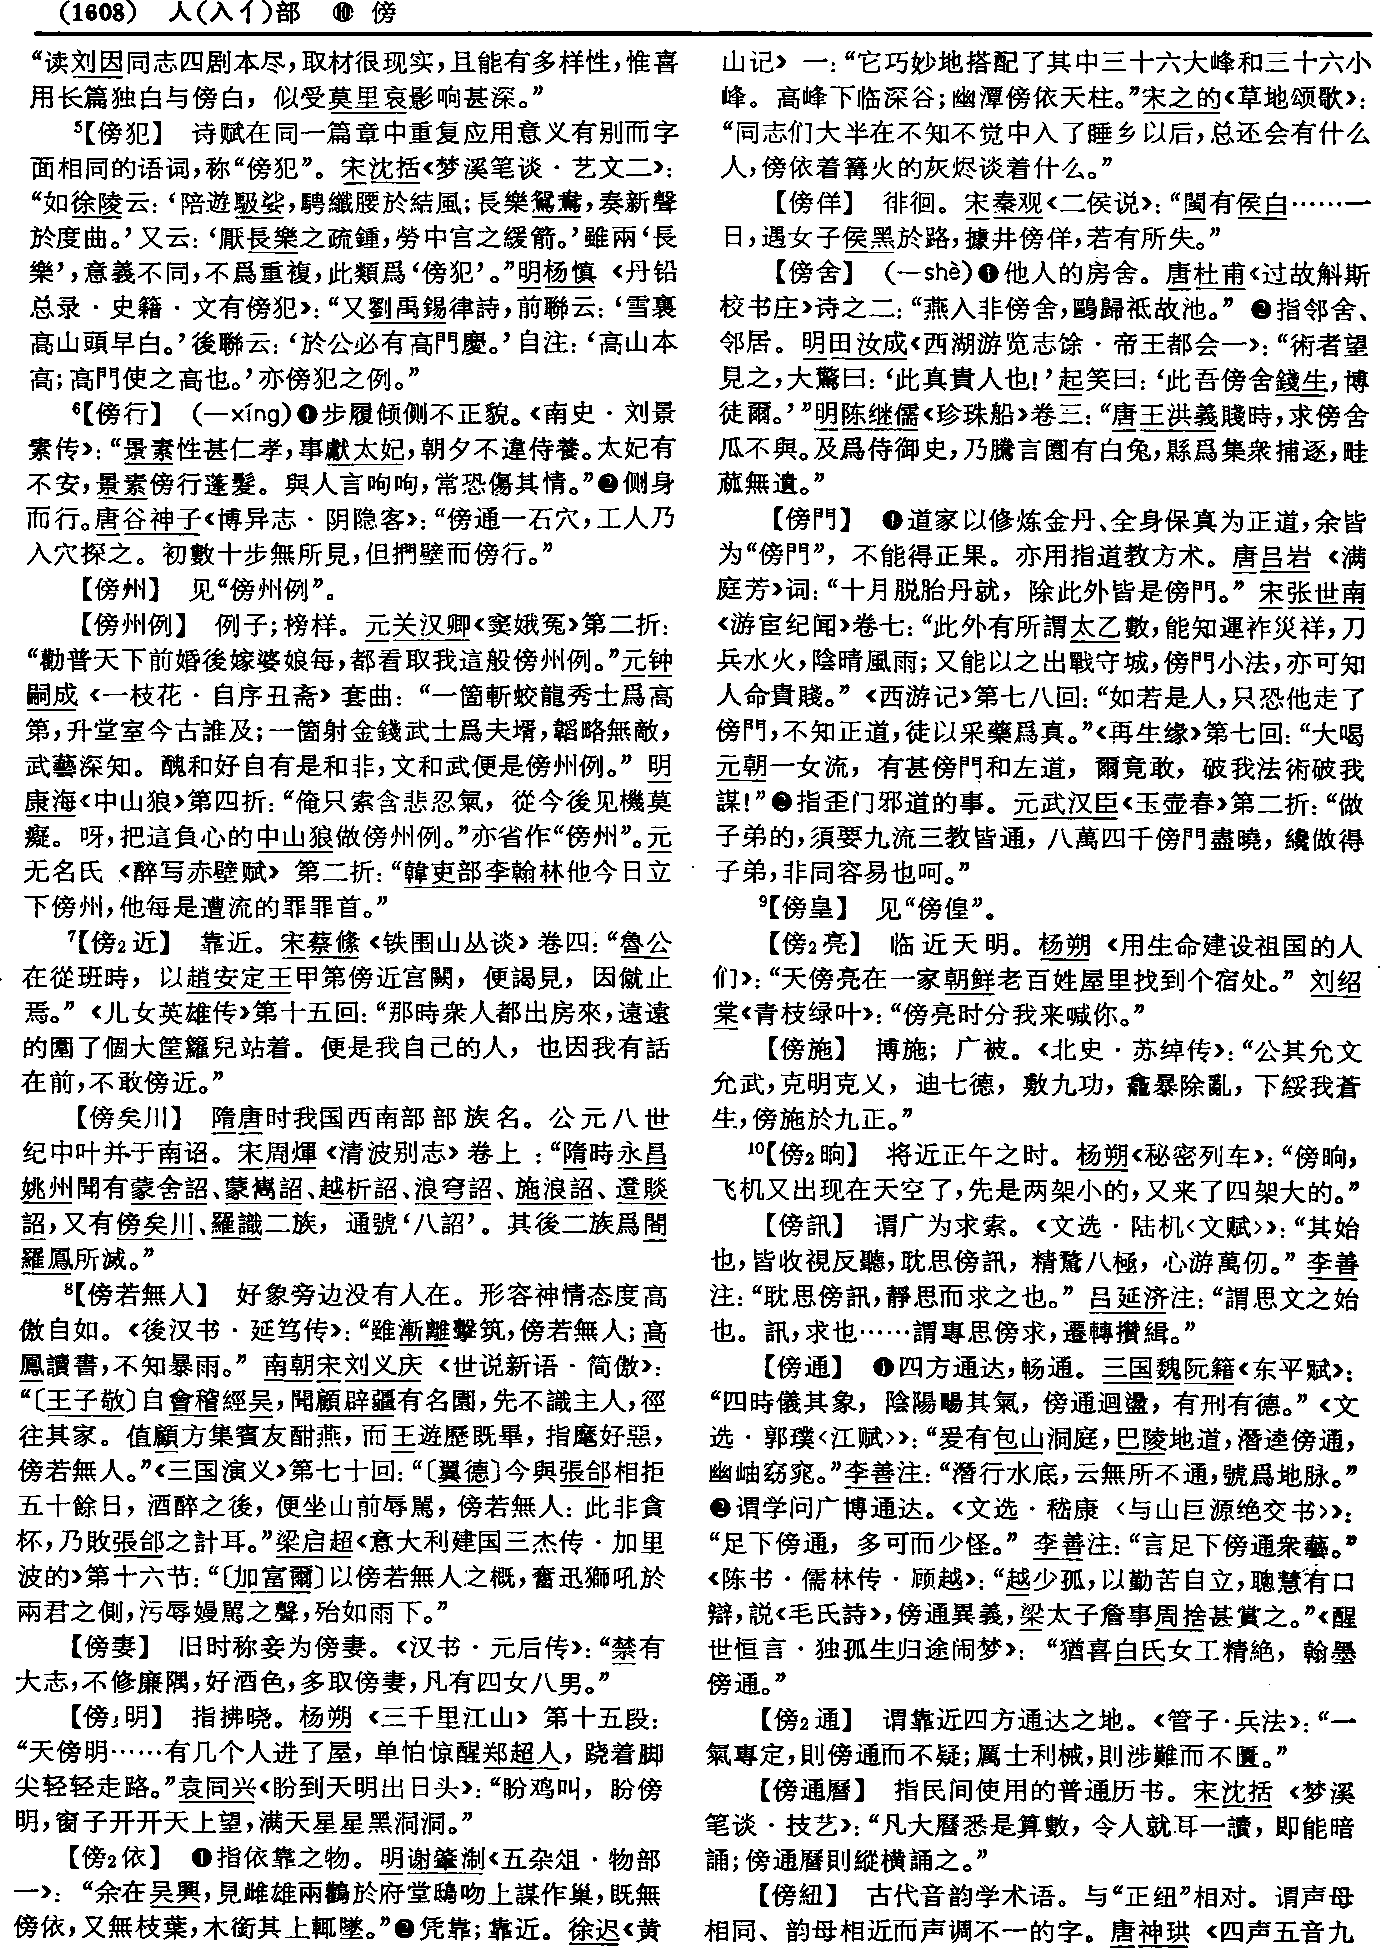 (1608) 人(入亻)部 ⑩ 傍
“读刘因同志四剧本尽，取材很现实，且能有多样性，惟喜
用长篇独白与傍白，似受莫里哀影响甚深。”
⁵【傍犯】 诗赋在同一篇章中重复应用意义有别而字
面相同的语词，称“傍犯”。宋沈括《梦溪笔谈·艺文二》：
“如徐陵云：‘陪遊馺娑，騁纖腰於結風；長樂鴛鴦，奏新聲
於度曲。’又云：‘厭長樂之疏鍾，勞中宫之缓箭。’雖兩‘長
樂’，意義不同，不爲重複，此類爲‘傍犯’。”明杨慎《丹铅
总录·史籍·文有傍犯》：“又劉禹錫律詩，前聯云：‘雪裏
高山頭早白。’後聯云：‘於公必有高門慶。’自注：‘高山本
高；高門使之高也。’亦傍犯之例。”
⁶【傍行】 (—xíng)❶步履倾侧不正貌。《南史·刘景
素传》：“景素性甚仁孝，事獻太妃，朝夕不違侍養。太妃有
不安，景素傍行蓬髮。與人言呴呴，常恐傷其情。”❷侧身
而行。唐谷神子《博异志·阴隐客》：“傍通一石穴，工人乃
入穴探之。初數十步無所見，但捫壁而傍行。”
【傍州】 见“傍州例”。
【傍州例】 例子；榜样。元关汉卿《窦娥冤》第二折：
“勸普天下前婚後嫁婆娘每，都看取我這般傍州例。”元钟
嗣成《一枝花·自序丑斋》套曲：“一箇斬蛟龍秀士爲高
第，升堂室今古誰及；一箇射金錢武士爲夫壻，韜略無敵，
武藝深知。醜和好自有是和非，文和武便是傍州例。”明
康海《中山狼》第四折：“俺只索含悲忍氣，從今後见機莫
癡。呀，把這負心的中山狼做傍州例。”亦省作“傍州”。元
无名氏《醉写赤壁赋》第二折：“韓吏部李翰林他今日立
下傍州，他每是遭流的罪罪首。”
⁷【傍₂近】 靠近。宋蔡絛《铁围山丛谈》卷四：“魯公
在從班時，以趙安定王甲第傍近宫闕，便謁見，因僦止
焉。”《儿女英雄传》第十五回：“那時衆人都出房來，遠遠
的圍了個大筐籮兒站着。便是我自己的人，也因我有話
在前，不敢傍近。”
【傍矣川】 隋唐时我国西南部部族名。公元八世
纪中叶并于南诏。宋周煇《清波别志》卷上：“隋時永昌
姚州間有蒙舍詔、蒙巂詔、越析詔、浪穹詔、施浪詔、邆賧
詔，又有傍矣川、羅識二族，通號‘八詔’。其後二族爲閤
羅鳳所滅。”
⁸【傍若無人】 好象旁边没有人在。形容神情态度高
傲自如。《後汉书·延笃传》：“雖漸離擊筑，傍若無人；高
鳳讀書，不知暴雨。”南朝宋刘义庆《世说新语·简傲》：
“〔王子敬〕自會稽經吴，聞顧辟疆有名園，先不識主人，徑
往其家。值顧方集賓友酣燕，而王遊歷既畢，指麾好惡，
傍若無人。”《三国演义》第七十回：“〔翼德〕今與張郃相拒
五十餘日，酒醉之後，便坐山前辱駡，傍若無人：此非貪
杯，乃敗張郃之計耳。”梁启超《意大利建国三杰传·加里
波的》第十六节：“〔加富爾〕以傍若無人之概，奮迅獅吼於
兩君之側，污辱嫚駡之聲，殆如雨下。”
【傍妻】 旧时称妾为傍妻。《汉书·元后传》：“禁有
大志，不修廉隅，好酒色，多取傍妻，凡有四女八男。”
【傍₂明】 指拂晓。杨朔《三千里江山》第十五段：
“天傍明……有几个人进了屋，单怕惊醒郑超人，跷着脚
尖轻轻走路。”袁同兴《盼到天明出日头》：“盼鸡叫，盼傍
明，窗子开开天上望，满天星星黑洞洞。”
【傍₂依】 ❶指依靠之物。明谢肇淛《五杂俎·物部
一》：“余在吴興，見雌雄兩鸛於府堂鴟吻上謀作巢，既無
傍依，又無枝葉，木銜其上輒墜。”❷凭靠；靠近。徐迟《黄
山记》一：“它巧妙地搭配了其中三十六大峰和三十六小
峰。高峰下临深谷；幽潭傍依天柱。”宋之的《草地颂歌》：
“同志们大半在不知不觉中入了睡乡以后，总还会有什么
人，傍依着篝火的灰烬谈着什么。”
【傍佯】 徘徊。宋秦观《二侯说》：“閩有侯白……一
日，遇女子侯黑於路，據井傍佯，若有所失。”
【傍舍】 (—shè)❶他人的房舍。唐杜甫《过故斛斯
校书庄》诗之二：“燕入非傍舍，鷗歸衹故池。”❷指邻舍、
邻居。明田汝成《西湖游览志馀·帝王都会一》：“術者望
見之，大驚曰：‘此真貴人也！’起笑曰：‘此吾傍舍錢生，博
徒爾。’”明陈继儒《珍珠船》卷三：“唐王洪義賤時，求傍舍
瓜不與。及爲侍御史，乃騰言園有白兔，縣爲集衆捕逐，畦
蓏無遺。”
【傍門】 ❶道家以修炼金丹、全身保真为正道，余皆
为“傍門”，不能得正果。亦用指道教方术。唐吕岩《满
庭芳》词：“十月脱胎丹就，除此外皆是傍門。”宋张世南
《游宦纪闻》卷七：“此外有所謂太乙數，能知運祚災祥，刀
兵水火，陰晴風雨；又能以之出戰守城，傍門小法，亦可知
人命貴賤。”《西游记》第七八回：“如若是人，只恐他走了
傍門，不知正道，徒以采藥爲真。”《再生缘》第七回：“大喝
元朝一女流，有甚傍門和左道，爾竟敢，破我法術破我
謀！”❷指歪门邪道的事。元武汉臣《玉壶春》第二折：“做
子弟的，須要九流三教皆通，八萬四千傍門盡曉，纔做得
子弟，非同容易也呵。”
⁹【傍皇】 见“傍偟”。
【傍₂亮】 临近天明。杨朔《用生命建设祖国的人
们》：“天傍亮在一家朝鲜老百姓屋里找到个宿处。”刘绍
棠《青枝绿叶》：“傍亮时分我来喊你。”
【傍施】 博施；广被。《北史·苏绰传》：“公其允文
允武，克明克乂，迪七德，敷九功，龕暴除亂，下綏我蒼
生，傍施於九正。”
¹⁰【傍₂晌】 将近正午之时。杨朔《秘密列车》：“傍晌，
飞机又出现在天空了，先是两架小的，又来了四架大的。”
【傍訊】 谓广为求索。《文选·陆机〈文赋〉》：“其始
也，皆收視反聽，耽思傍訊，精騖八極，心游萬仞。”李善
注：“耽思傍訊，靜思而求之也。”吕延济注：“謂思文之始
也。訊，求也……謂專思傍求，遷轉攢緝。”
【傍通】 ❶四方通达，畅通。三国魏阮籍《东平赋》：
“四時儀其象，陰陽暢其氣，傍通迴盪，有刑有德。”《文
选·郭璞〈江赋〉》：“爰有包山洞庭，巴陵地道，潛逵傍通，
幽岫窈窕。”李善注：“潛行水底，云無所不通，號爲地脉。”
❷谓学问广博通达。《文选·嵇康〈与山巨源绝交书〉》：
“足下傍通，多可而少怪。”李善注：“言足下傍通衆藝。”
《陈书·儒林传·顾越》：“越少孤，以勤苦自立，聰慧有口
辯，説《毛氏詩》，傍通異義，梁太子詹事周捨甚賞之。”《醒
世恒言·独孤生归途闹梦》：“猶喜白氏女工精絶，翰墨
傍通。”
【傍₂通】 谓靠近四方通达之地。《管子·兵法》：“一
氣專定，則傍通而不疑；厲士利械，則涉難而不匱。”
【傍通曆】 指民间使用的普通历书。宋沈括《梦溪
笔谈·技艺》：“凡大曆悉是算數，令人就耳一讀，即能暗
誦；傍通曆則縱横誦之。”
【傍紐】 古代音韵学术语。与“正纽”相对。谓声母
相同、韵母相近而声调不一的字。唐神珙《四声五音九